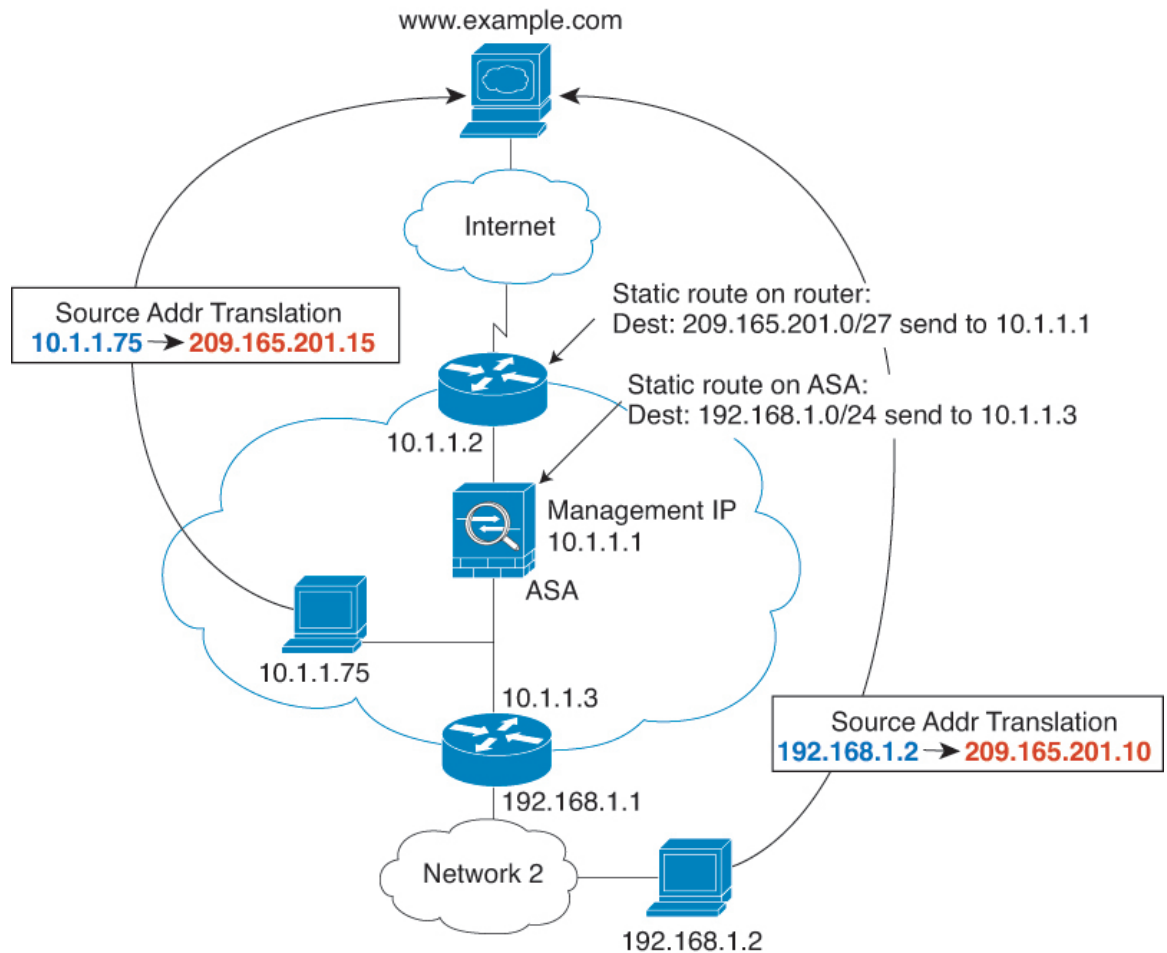 www.example.com
Internet
Source Addr Translation
10.1.1.75 209.165.201.15
Static route on router:
Dest: 209.165.201.0/27 send to 10.1.1.1
Static route on ASA:
Dest: 192.168.1.0/24 send to 10.1.1.3
10.1.1.2
Management IP
10.1.1.1
ASA
10.1.1.75
10.1.1.3
Source Addr Translation
192.168.1.2 209.165.201.10
192.168.1.1
Network 2
192.168.1.2